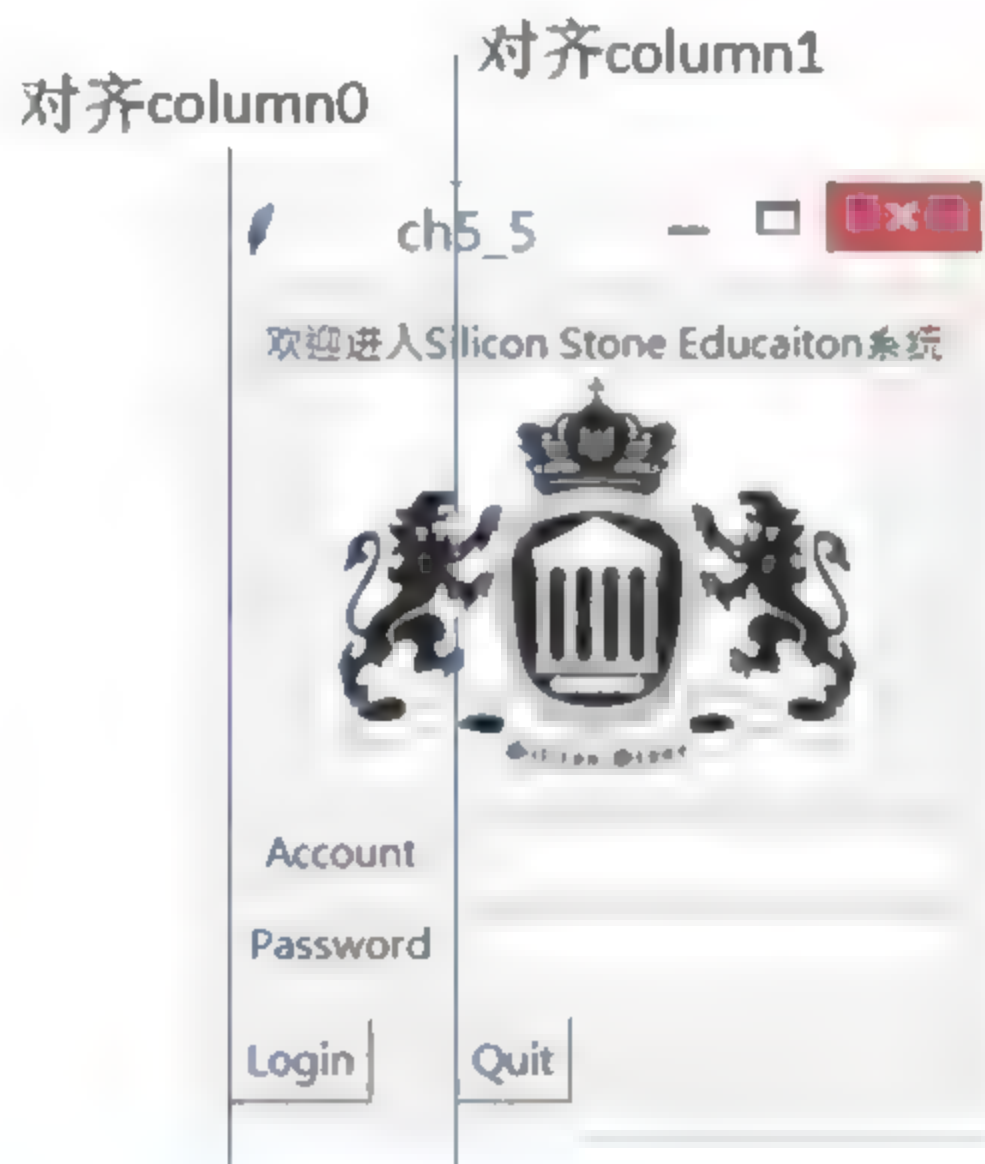 对齐column1
对齐column0
ch5_5
欢迎进入Silicon Stone Educaiton系统
Account
Password
Login Quit